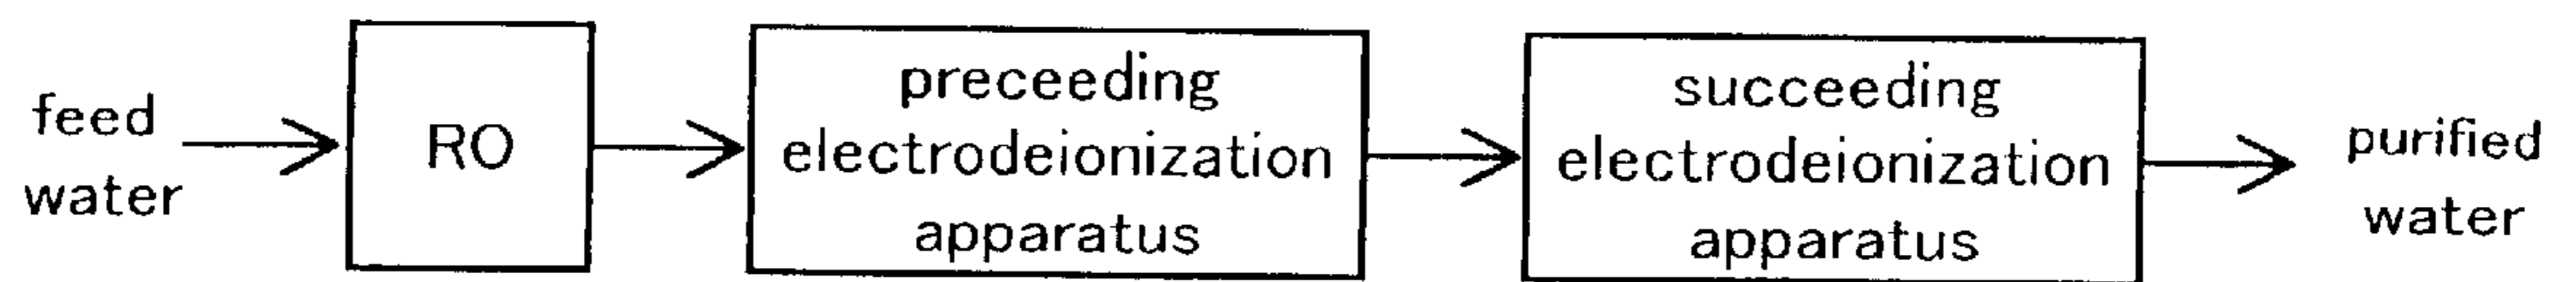 feed
water
RO
preceeding
electrodeionization
apparatus
succeeding
electrodeionization
apparatus
purified
water